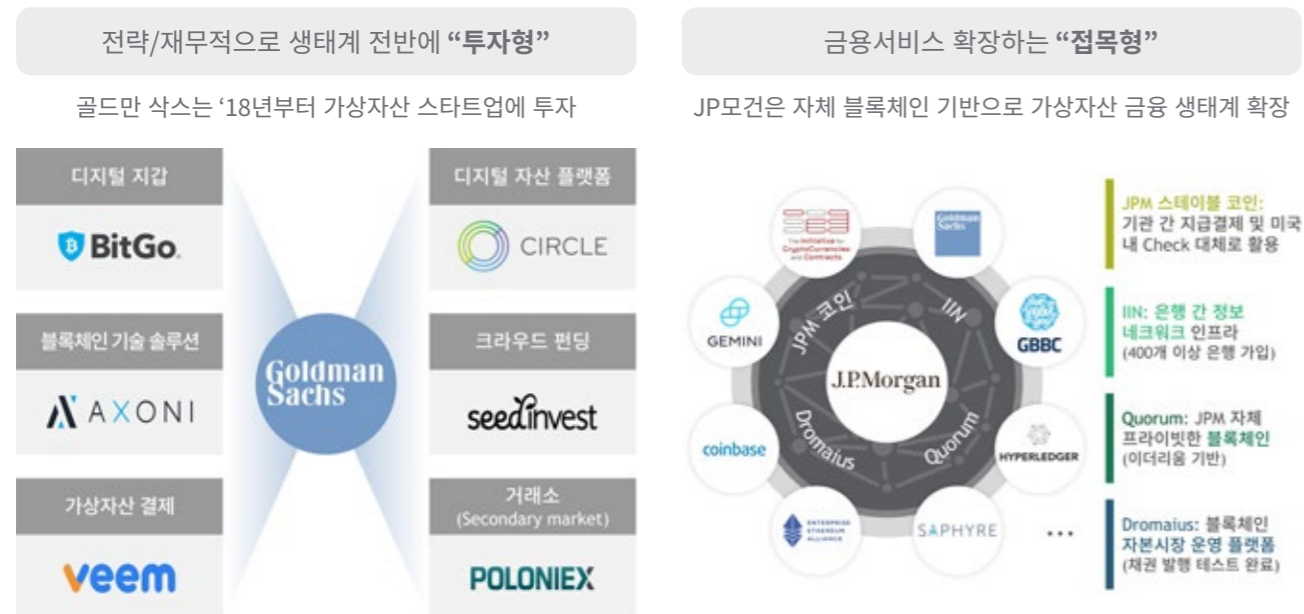 전략/재무적으로 생태계 전반에 “투자형”
골드만 삭스는 ‘18년부터 가상자산 스타트업에 투자
디지털 지갑
BitGo.
디지털 자산 플랫폼
CIRCLE
블록체인 기술 솔루션
AXONI
Goldman
Sachs
크라우드 펀딩
seedinvest
가상자산 결제
veem
거래소
(Secondary market)
POLONIEX
금융서비스 확장하는 “접목형”
JP모건은 자체 블록체인 기반으로 가상자산 금융 생태계 확장
The Initiative for
CryptoCurrencies
and Contracts
Goldman
Sachs
GEMINI
JPM 코인
IIN
GBBC
J.P.Morgan
coinbase
Dromaius
Quorum
HYPERLEDGER
ENTERPRISE
ETHEREUM
ALLIANCE
SAPHYRE
...
JPM 스테이블 코인:
기관 간 지급결제 및 미국
내 Check 대체로 활용
IIN: 은행 간 정보
네트워크 인프라
(400개 이상 은행 가입)
Quorum: JPM 자체
프라이빗한 블록체인
(이더리움 기반)
Dromaius: 블록체인
자본시장 운영 플랫폼
(채권 발행 테스트 완료)